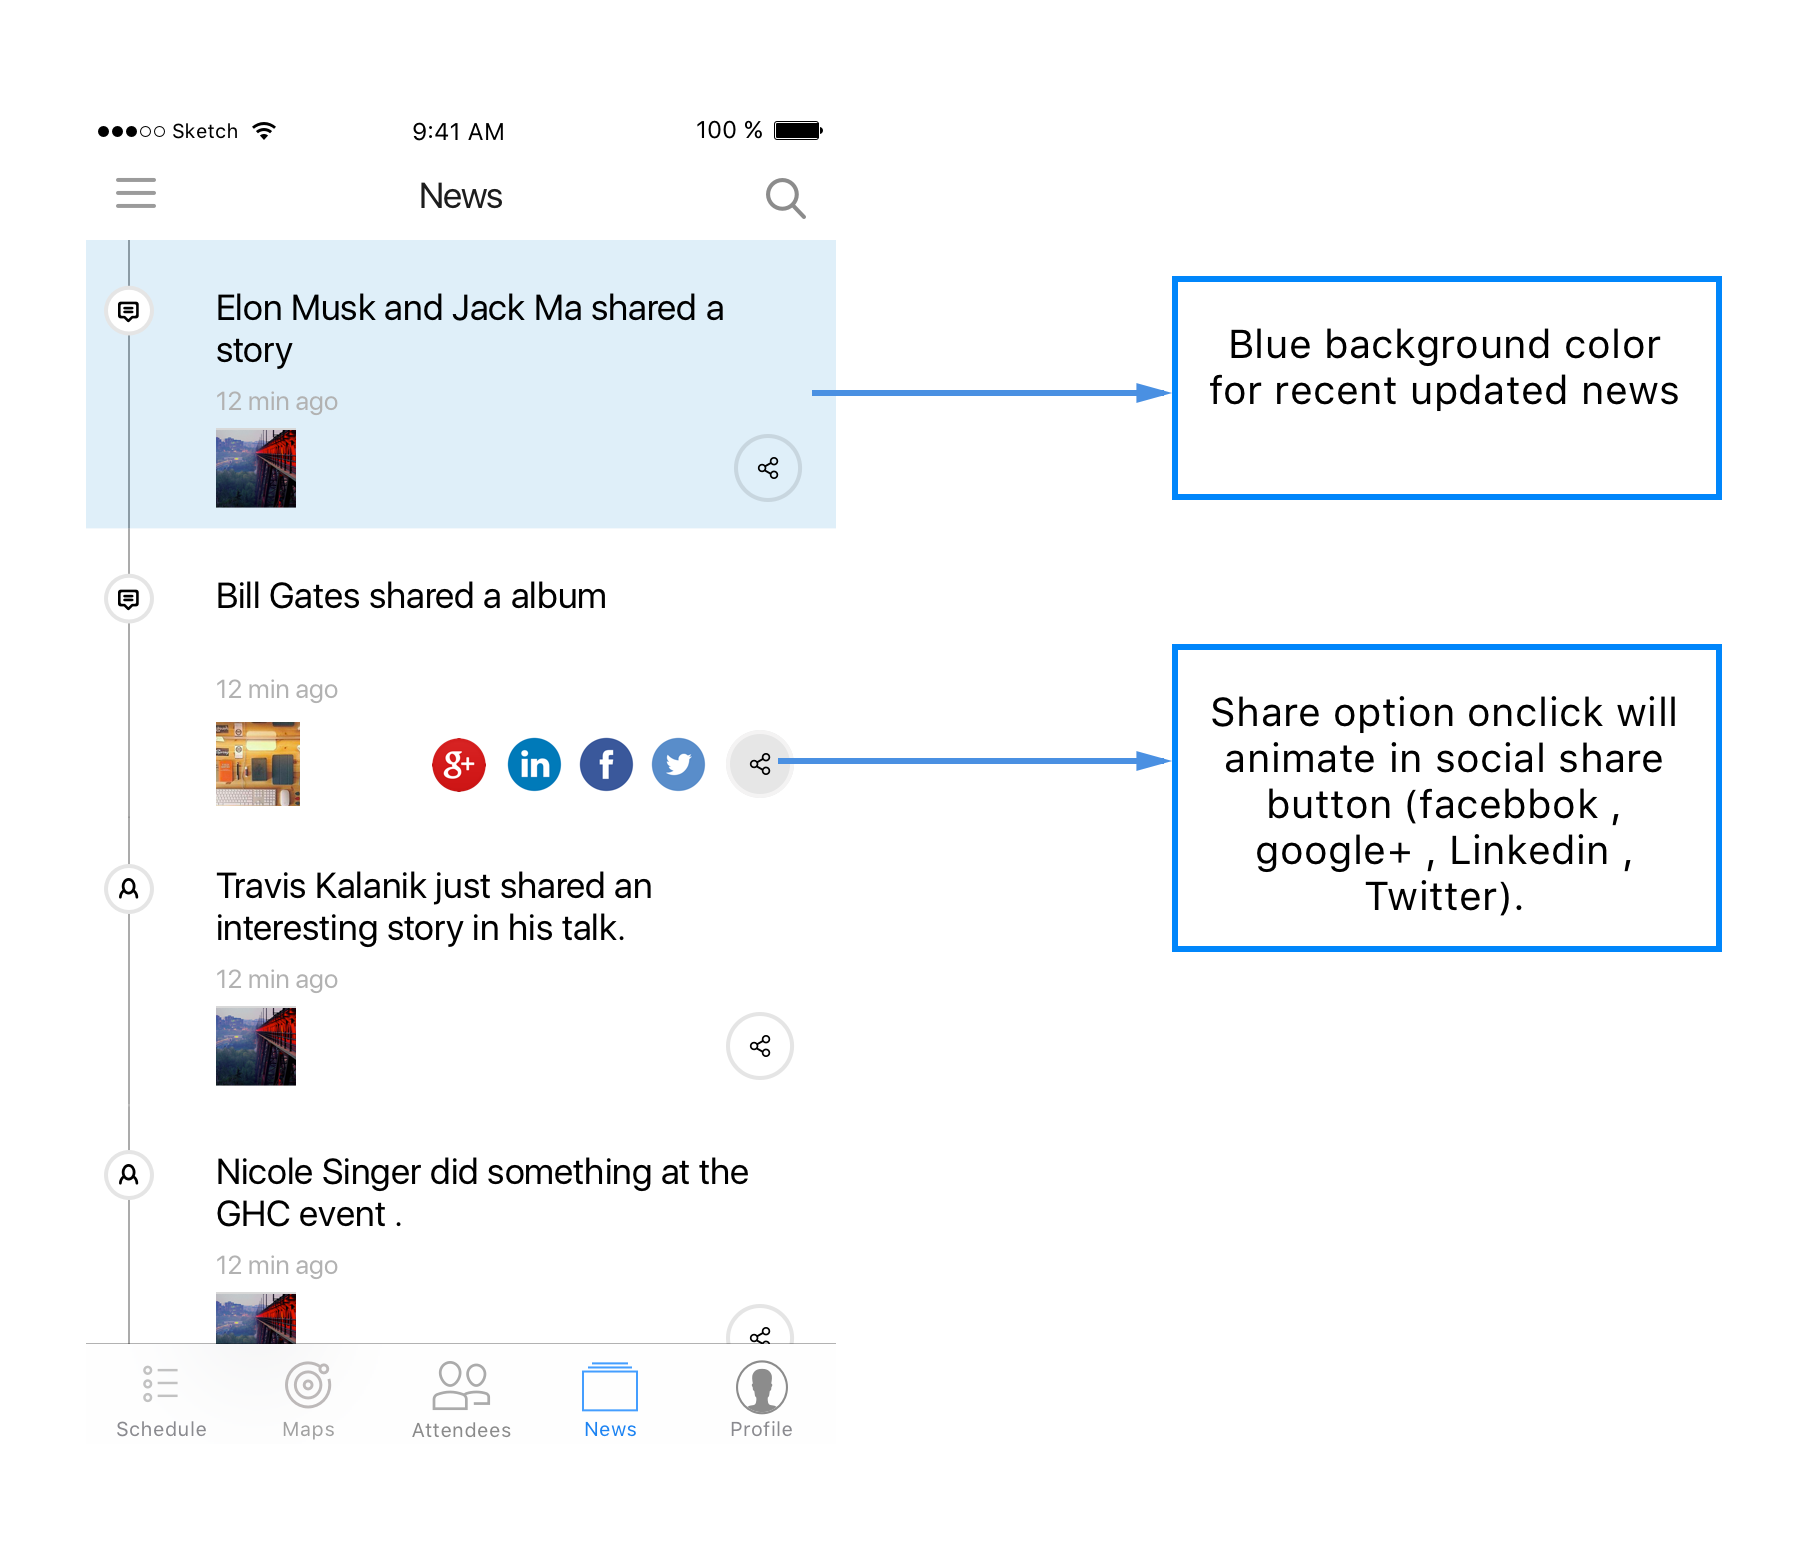 Sketch 9:41 AM 100 %
News
Elon Musk and Jack Ma shared a
story
12 min ago
Blue background color
for recent updated news
Bill Gates shared a album
12 min ago
g+ in f
Share option onclick will
animate in social share
button (facebbok ,
google+ , Linkedin ,
Twitter).
Travis Kalanik just shared an
interesting story in his talk.
12 min ago
Nicole Singer did something at the
GHC event .
12 min ago
Schedule Maps Attendees News Profile